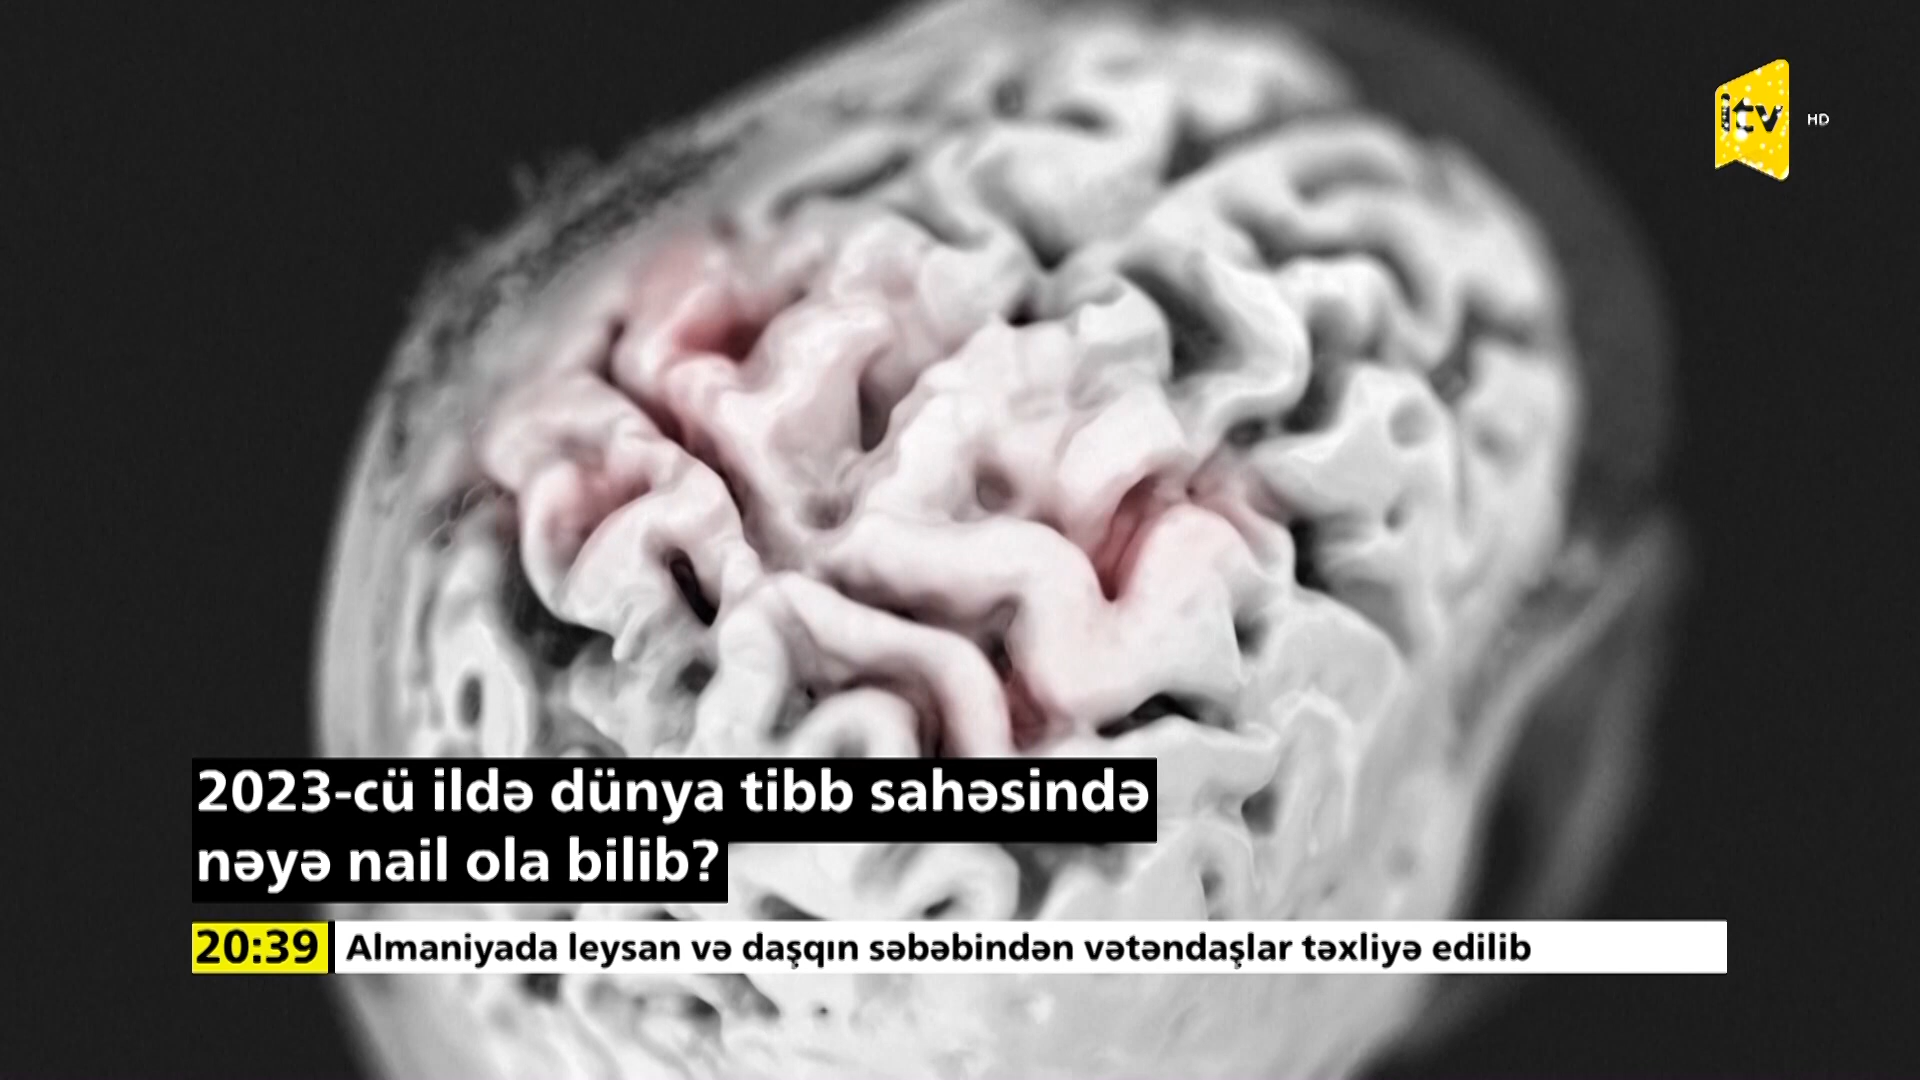 itv HD
2023-cü ildə dünya tibb sahəsində
nəyə nail ola bilib?
20:39 Almaniyada leysan və daşqın səbəbindən vətəndaşlar təxliyə edilib